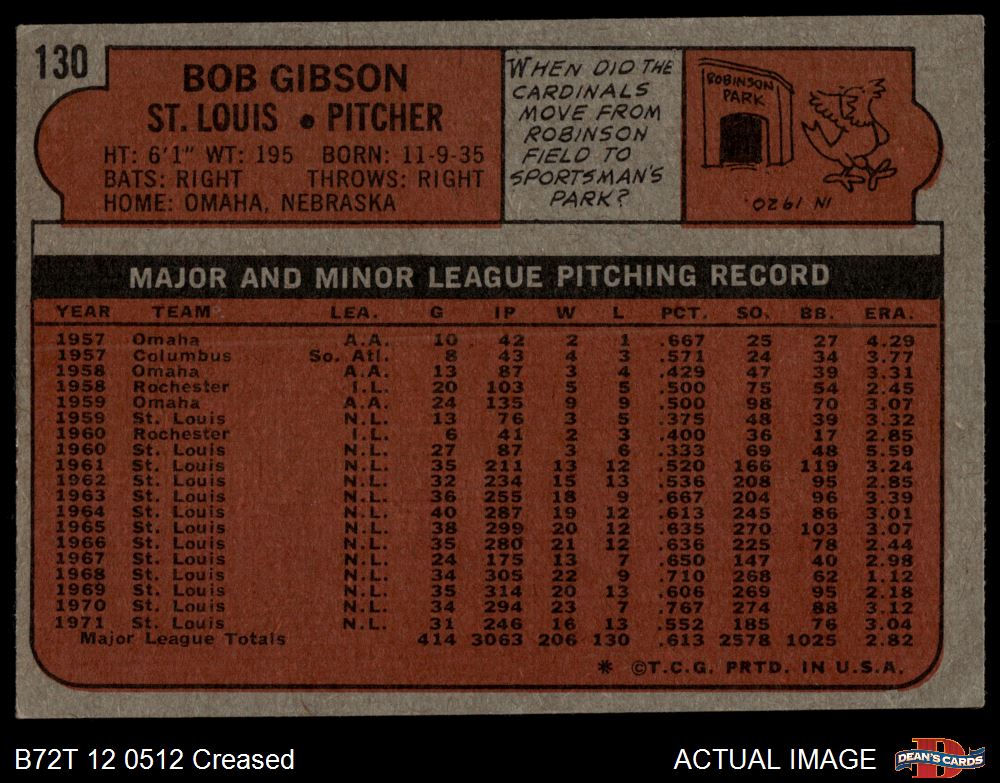 130
BOB GIBSON
ST. LOUIS • PITCHER
HT: 6'1" WT: 195 BORN: 11-9-35
BATS: RIGHT THROWS: RIGHT
HOME: OMAHA, NEBRASKA
WHEN DID THE
CARDINALS
MOVE FROM
ROBINSON
FIELD TO
SPORTSMAN'S
PARK?
ROBINSON
PARK
IN 1920.
MAJOR AND MINOR LEAGUE PITCHING RECORD
YEAR TEAM LEA. G IP W L PCT. SO. BB. ERA.
1957 Omaha A.A. 10 42 2 1 .667 25 27 4.29
1957 Columbus So. Atl. 8 43 4 3 .571 24 34 3.77
1958 Omaha A.A. 13 87 3 4 .429 47 39 3.31
1958 Rochester I.L. 20 103 5 5 .500 75 54 2.45
1959 Omaha A.A. 24 135 9 9 .500 98 70 3.07
1959 St. Louis N.L. 13 76 3 5 .375 48 39 3.32
1960 Rochester I.L. 6 41 2 3 .400 36 17 2.85
1960 St. Louis N.L. 27 87 3 6 .333 69 48 5.59
1961 St. Louis N.L. 35 211 13 12 .520 166 119 3.24
1962 St. Louis N.L. 32 234 15 13 .536 208 95 2.85
1963 St. Louis N.L. 36 255 18 9 .667 204 96 3.39
1964 St. Louis N.L. 40 287 19 12 .613 245 86 3.01
1965 St. Louis N.L. 38 299 20 12 .635 270 103 3.07
1966 St. Louis N.L. 35 280 21 12 .636 225 78 2.44
1967 St. Louis N.L. 24 175 13 7 .650 147 40 2.98
1968 St. Louis N.L. 34 305 22 9 .710 268 62 1.12
1969 St. Louis N.L. 35 314 20 13 .606 269 95 2.18
1970 St. Louis N.L. 34 294 23 7 .767 274 88 3.12
1971 St. Louis N.L. 31 246 16 13 .552 185 76 3.04
Major League Totals 414 3063 206 130 .613 2578 1025 2.82
* ©T.C.G. PRTD. IN U.S.A.
B72T 12 0512 Creased ACTUAL IMAGE
D
DEAN'S CARDS